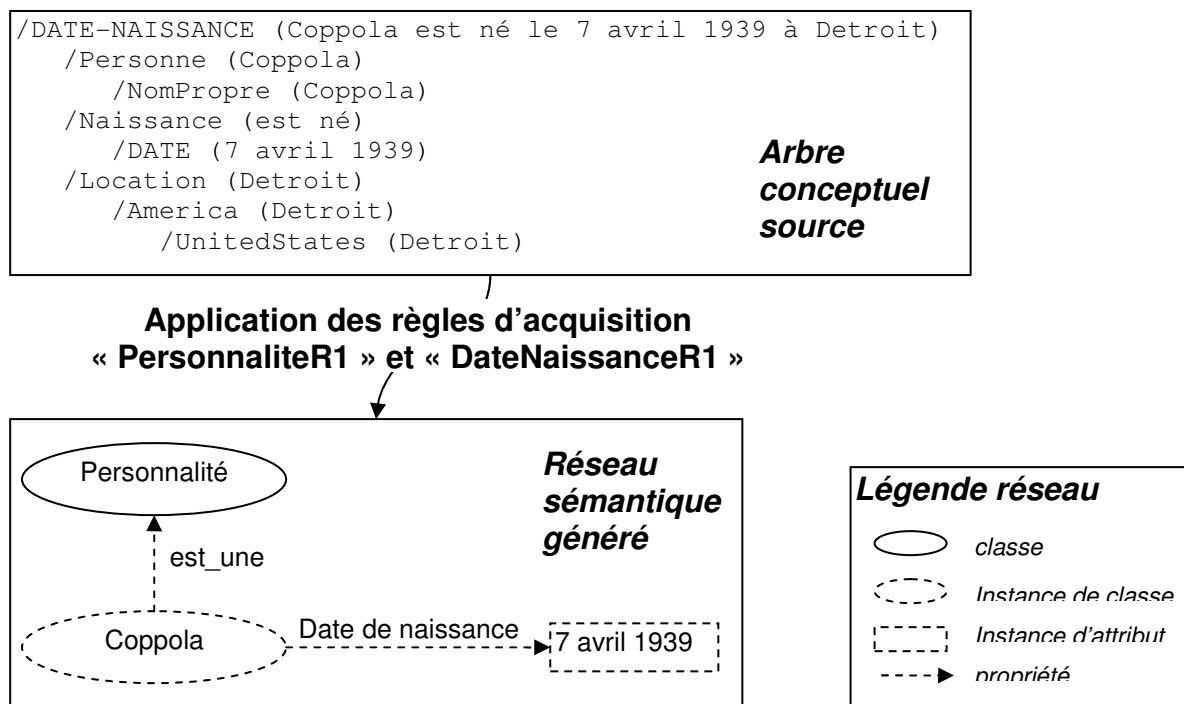 /DATE-NAISSANCE (Coppola est né le 7 avril 1939 à Detroit)
/Personne (Coppola)
/NomPropre (Coppola)
/Naissance (est né)
/DATE (7 avril 1939)
/Location (Detroit)
/America (Detroit)
/UnitedStates (Detroit)
Arbre
conceptuel
source
Application des règles d'acquisition
« PersonnaliteR1 » et « DateNaissanceR1 »
Réseau
sémantique
généré
Personnalité
est_une
Coppola
Date de naissance
7 avril 1939
Légende réseau
classe
Instance de classe
Instance d'attribut
propriété